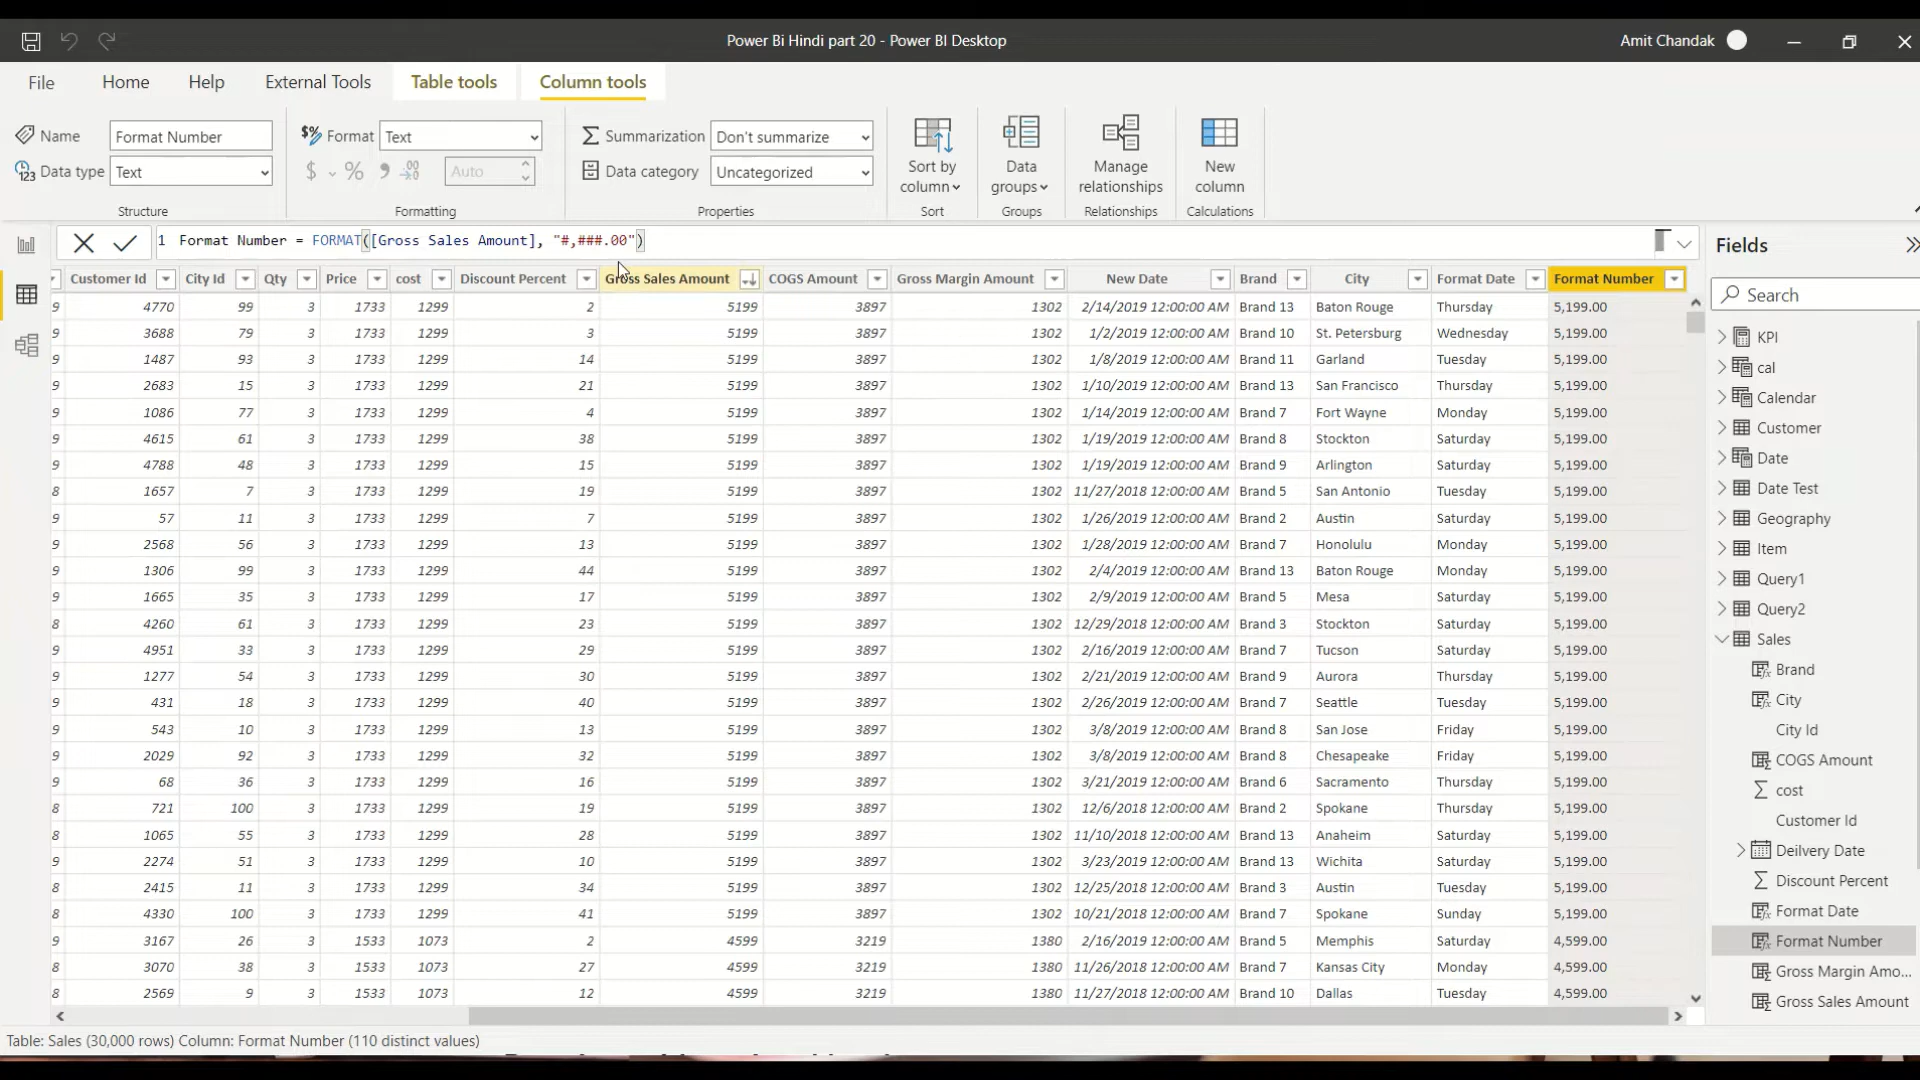 Power Bi Hindi part 20 - Power BI Desktop
Amit Chandak
File Home Help External Tools Table tools Column tools
Name Format Number $% Format Text Summarization Don't summarize
Data type Text $ % Auto Data category Uncategorized
Sort by column Data groups Manage relationships New column
Structure Formatting Properties Sort Groups Relationships Calculations
1 Format Number = FORMAT([Gross Sales Amount], "#,###.00")
Customer Id City Id Qty Price cost Discount Percent Gross Sales Amount COGS Amount Gross Margin Amount New Date Brand City Format Date Format Number
9 4770 99 3 1733 1299 2 5199 3897 1302 2/14/2019 12:00:00 AM Brand 13 Baton Rouge Thursday 5,199.00
9 3688 79 3 1733 1299 3 5199 3897 1302 1/2/2019 12:00:00 AM Brand 10 St. Petersburg Wednesday 5,199.00
9 1487 93 3 1733 1299 14 5199 3897 1302 1/8/2019 12:00:00 AM Brand 11 Garland Tuesday 5,199.00
9 2683 15 3 1733 1299 21 5199 3897 1302 1/10/2019 12:00:00 AM Brand 13 San Francisco Thursday 5,199.00
9 1086 77 3 1733 1299 4 5199 3897 1302 1/14/2019 12:00:00 AM Brand 7 Fort Wayne Monday 5,199.00
9 4615 61 3 1733 1299 38 5199 3897 1302 1/19/2019 12:00:00 AM Brand 8 Stockton Saturday 5,199.00
9 4788 48 3 1733 1299 15 5199 3897 1302 1/19/2019 12:00:00 AM Brand 9 Arlington Saturday 5,199.00
8 1657 7 3 1733 1299 19 5199 3897 1302 11/27/2018 12:00:00 AM Brand 5 San Antonio Tuesday 5,199.00
9 57 11 3 1733 1299 7 5199 3897 1302 1/26/2019 12:00:00 AM Brand 2 Austin Saturday 5,199.00
9 2568 56 3 1733 1299 13 5199 3897 1302 1/28/2019 12:00:00 AM Brand 7 Honolulu Monday 5,199.00
9 1306 99 3 1733 1299 44 5199 3897 1302 2/4/2019 12:00:00 AM Brand 13 Baton Rouge Monday 5,199.00
9 1665 35 3 1733 1299 17 5199 3897 1302 2/9/2019 12:00:00 AM Brand 5 Mesa Saturday 5,199.00
8 4260 61 3 1733 1299 23 5199 3897 1302 12/29/2018 12:00:00 AM Brand 3 Stockton Saturday 5,199.00
9 4951 33 3 1733 1299 29 5199 3897 1302 2/16/2019 12:00:00 AM Brand 7 Tucson Saturday 5,199.00
9 1277 54 3 1733 1299 30 5199 3897 1302 2/21/2019 12:00:00 AM Brand 9 Aurora Thursday 5,199.00
9 431 18 3 1733 1299 40 5199 3897 1302 2/26/2019 12:00:00 AM Brand 7 Seattle Tuesday 5,199.00
9 543 10 3 1733 1299 13 5199 3897 1302 3/8/2019 12:00:00 AM Brand 8 San Jose Friday 5,199.00
9 2029 92 3 1733 1299 32 5199 3897 1302 3/8/2019 12:00:00 AM Brand 8 Chesapeake Friday 5,199.00
9 68 36 3 1733 1299 16 5199 3897 1302 3/21/2019 12:00:00 AM Brand 6 Sacramento Thursday 5,199.00
8 721 100 3 1733 1299 19 5199 3897 1302 12/6/2018 12:00:00 AM Brand 2 Spokane Thursday 5,199.00
8 1065 55 3 1733 1299 28 5199 3897 1302 11/10/2018 12:00:00 AM Brand 13 Anaheim Saturday 5,199.00
9 2274 51 3 1733 1299 10 5199 3897 1302 3/23/2019 12:00:00 AM Brand 13 Wichita Saturday 5,199.00
8 2415 11 3 1733 1299 34 5199 3897 1302 12/25/2018 12:00:00 AM Brand 3 Austin Tuesday 5,199.00
8 4330 100 3 1733 1299 41 5199 3897 1302 10/21/2018 12:00:00 AM Brand 7 Spokane Sunday 5,199.00
9 3167 26 3 1533 1073 2 4599 3219 1380 2/16/2019 12:00:00 AM Brand 5 Memphis Saturday 4,599.00
8 3070 38 3 1533 1073 27 4599 3219 1380 11/26/2018 12:00:00 AM Brand 7 Kansas City Monday 4,599.00
8 2569 9 3 1533 1073 12 4599 3219 1380 11/27/2018 12:00:00 AM Brand 10 Dallas Tuesday 4,599.00
Fields
Search
KPI
cal
Calendar
Customer
Date
Date Test
Geography
Item
Query1
Query2
Sales
Brand
City
City Id
COGS Amount
cost
Customer Id
Deilvery Date
Discount Percent
Format Date
Format Number
Gross Margin Amo...
Gross Sales Amount
Table: Sales (30,000 rows) Column: Format Number (110 distinct values)